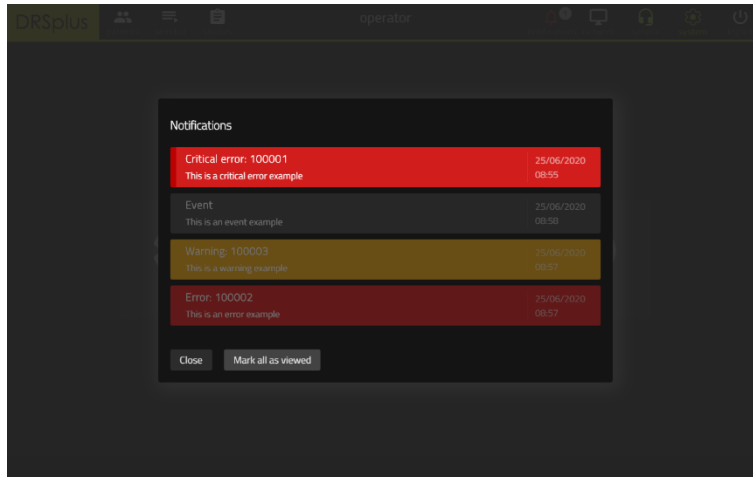 DRSplus
operator
Notifications
Critical error: 100001
This is a critical error example
25/06/2020
08:55
Event
This is an event example
25/06/2020
08:58
Warning: 100003
This is a warning example
25/06/2020
08:57
Error: 100002
This is an error example
25/06/2020
08:57
Close
Mark all as viewed